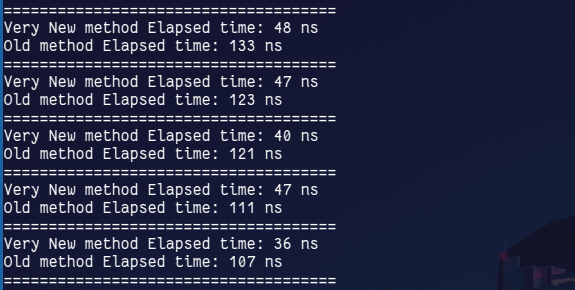 =====================================
Very New method Elapsed time: 48 ns
Old method Elapsed time: 133 ns
=====================================
Very New method Elapsed time: 47 ns
Old method Elapsed time: 123 ns
=====================================
Very New method Elapsed time: 40 ns
Old method Elapsed time: 121 ns
=====================================
Very New method Elapsed time: 47 ns
Old method Elapsed time: 111 ns
=====================================
Very New method Elapsed time: 36 ns
Old method Elapsed time: 107 ns
=====================================